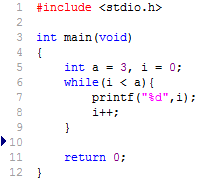 1 #include <stdio.h>
2
3 int main(void)
4 {
5     int a = 3, i = 0;
6     while(i < a){
7         printf("%d",i);
8         i++;
9     }
10
11     return 0;
12 }